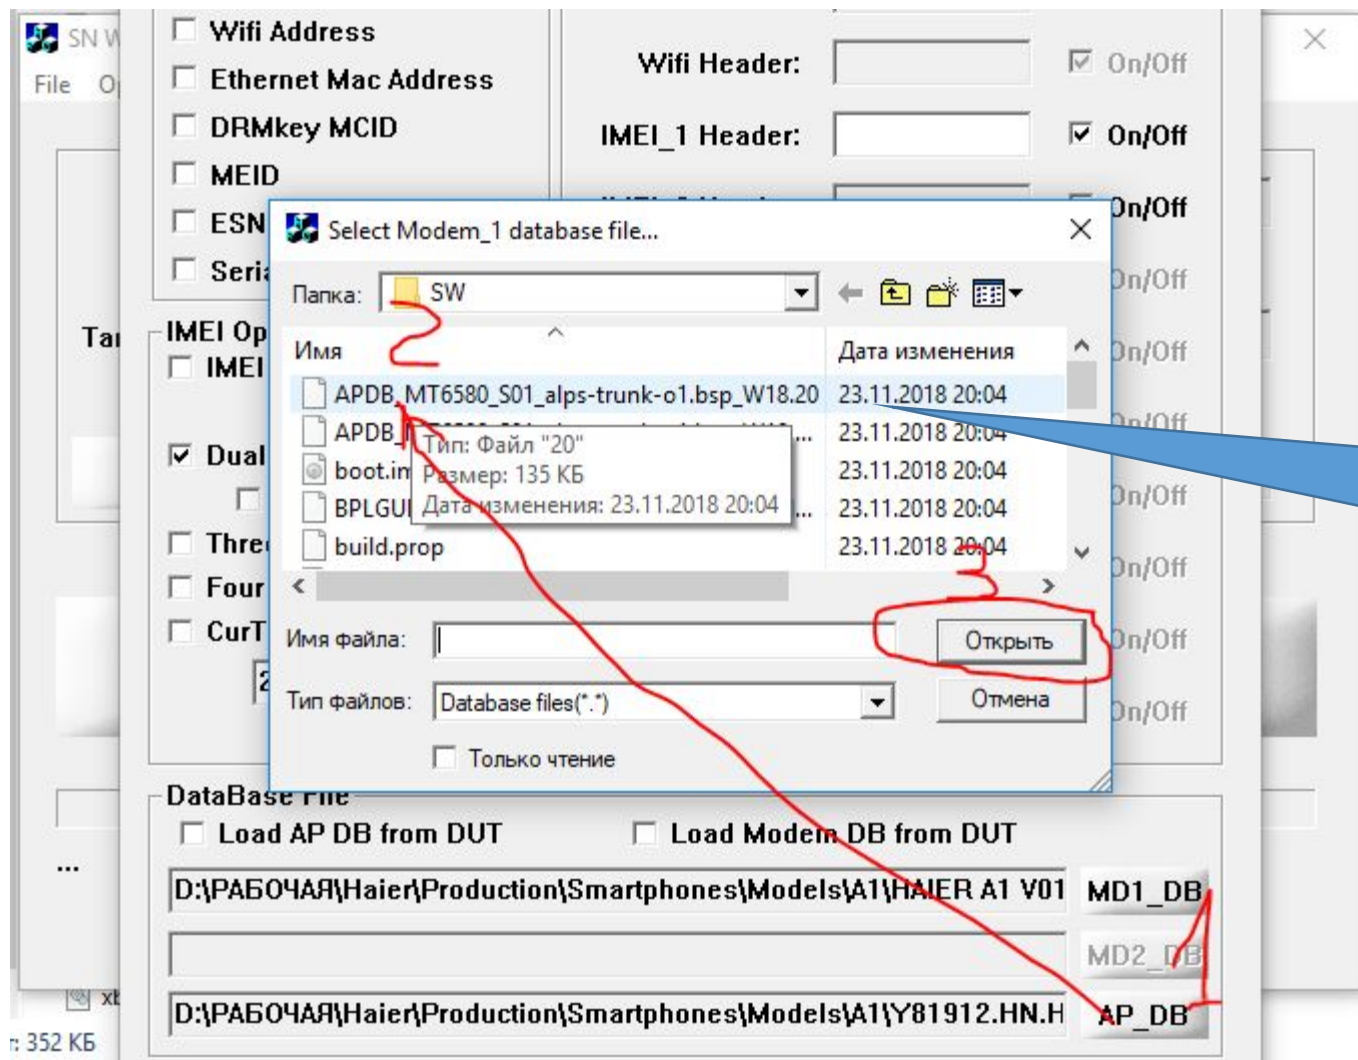 SN W
File
Wifi Address
Ethernet Mac Address
DRMkey MCID
MEID
ESN
Wifi Header:
On/Off
IMEI_1 Header:
On/Off
On/Off
Select Modem_1 database file...
Папка: SW
2
Имя
Дата изменения
APDB_MT6580_S01_alps-trunk-o1.bsp_W18.20 23.11.2018 20:04
APDB_ ... 23.11.2018 20:04
Тип: Файл "20"
Размер: 135 КБ
Дата изменения: 23.11.2018 20:04
boot.im 23.11.2018 20:04
BPLGUI ... 23.11.2018 20:04
build.prop 23.11.2018 20:04
3
Имя файла:
Открыть
Тип файлов: Database files(*.*)
Отмена
Только чтение
On/Off
On/Off
On/Off
On/Off
On/Off
On/Off
IMEI Op
IMEI
Dual
Four
CurT
DataBase File
Load AP DB from DUT
Load Modem DB from DUT
...
D:\РАБОЧАЯ\Haier\Production\Smartphones\Models\A1\HAIER A1 V01 MD1_DB
1
MD2_DB
D:\РАБОЧАЯ\Haier\Production\Smartphones\Models\A1\Y81912.HN.H AP_DB
: 352 КБ